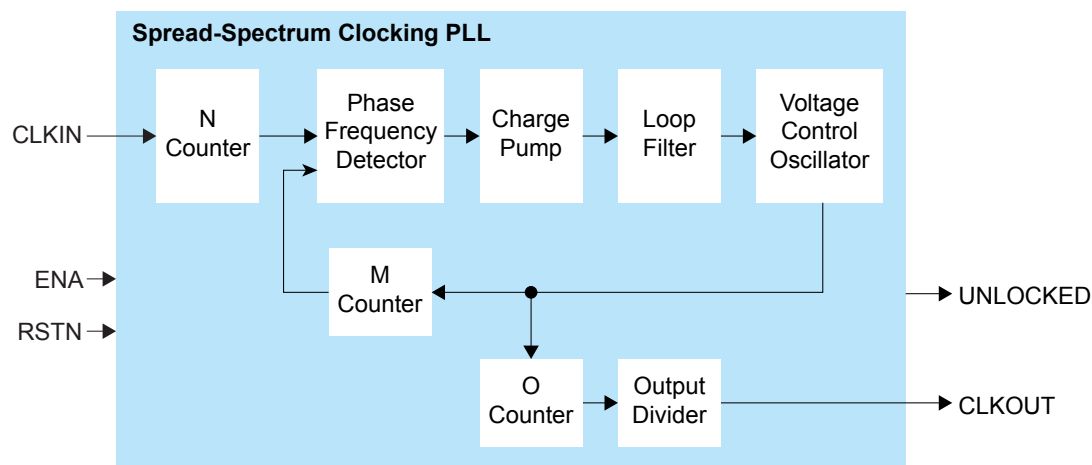 Spread-Spectrum Clocking PLL
CLKIN
N
Counter
Phase
Frequency
Detector
Charge
Pump
Loop
Filter
Voltage
Control
Oscillator
ENA
RSTN
M
Counter
UNLOCKED
O
Counter
Output
Divider
CLKOUT